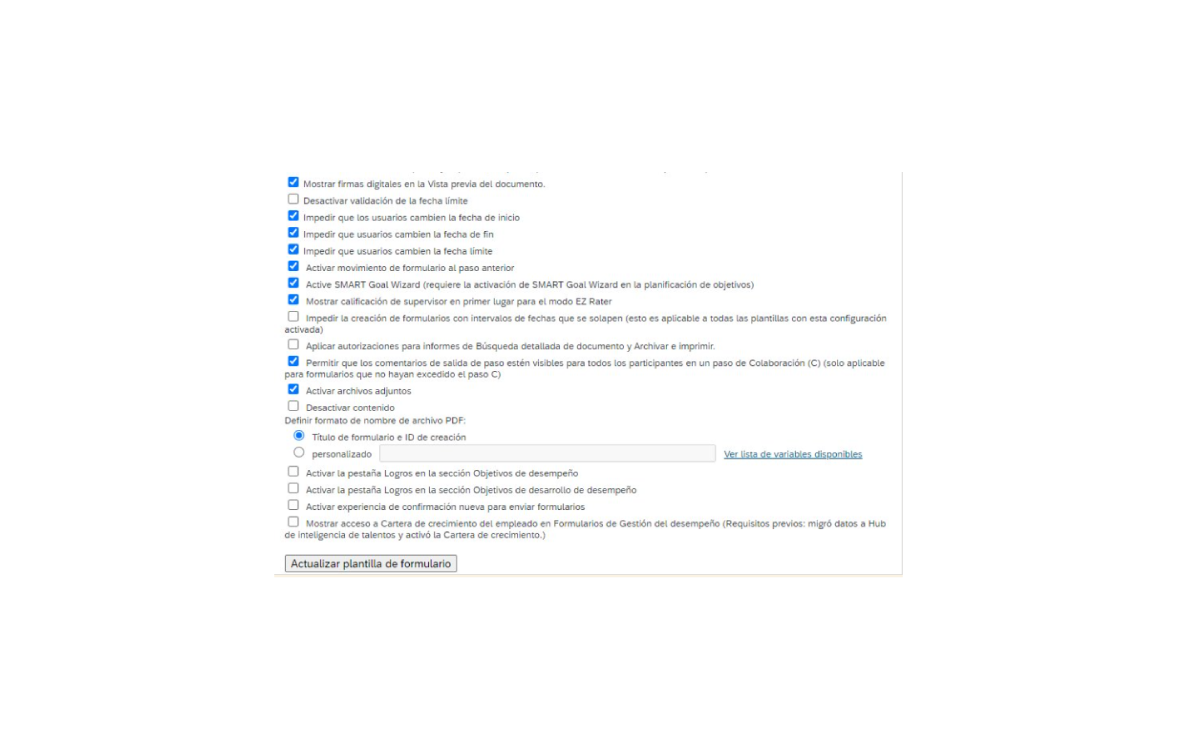 Mostrar firmas digitales en la Vista previa del documento.
Desactivar validación de la fecha límite
Impedir que los usuarios cambien la fecha de inicio
Impedir que usuarios cambien la fecha de fin
Impedir que usuarios cambien la fecha límite
Activar movimiento de formulario al paso anterior
Active SMART Goal Wizard (requiere la activación de SMART Goal Wizard en la planificación de objetivos)
Mostrar calificación de supervisor en primer lugar para el modo EZ Rater
Impedir la creación de formularios con intervalos de fechas que se solapen (esto es aplicable a todas las plantillas con esta configuración
activada)
Aplicar autorizaciones para informes de Búsqueda detallada de documento y Archivar e imprimir.
Permitir que los comentarios de salida de paso estén visibles para todos los participantes en un paso de Colaboración (C) (solo aplicable
para formularios que no hayan excedido el paso C)
Activar archivos adjuntos
Desactivar contenido
Definir formato de nombre de archivo PDF:
Título de formulario e ID de creación
personalizado Ver lista de variables disponibles
Activar la pestaña Logros en la sección Objetivos de desempeño
Activar la pestaña Logros en la sección Objetivos de desarrollo de desempeño
Activar experiencia de confirmación nueva para enviar formularios
Mostrar acceso a Cartera de crecimiento del empleado en Formularios de Gestión del desempeño (Requisitos previos: migró datos a Hub
de inteligencia de talentos y activó la Cartera de crecimiento.)
Actualizar plantilla de formulario